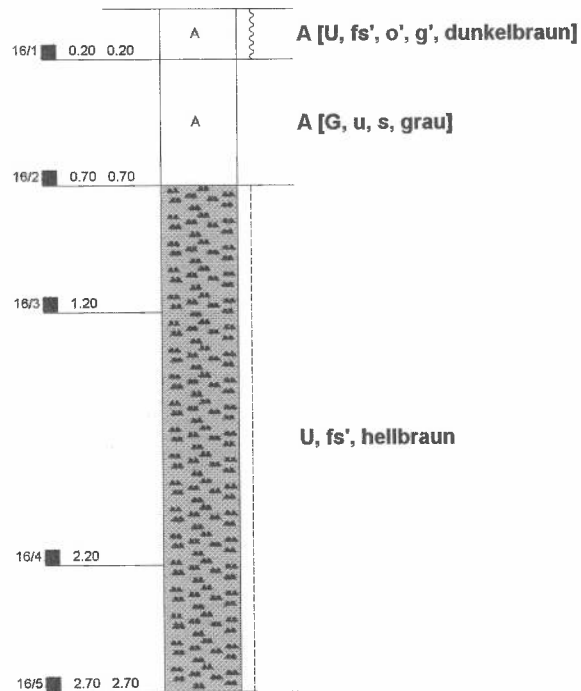 A
A [U, fs', o', g', dunkelbraun]
16/1 0.20 0.20
A
A [G, u, s, grau]
16/2 0.70 0.70
16/3 1.20
U, fs', hellbraun
16/4 2.20
16/5 2.70 2.70